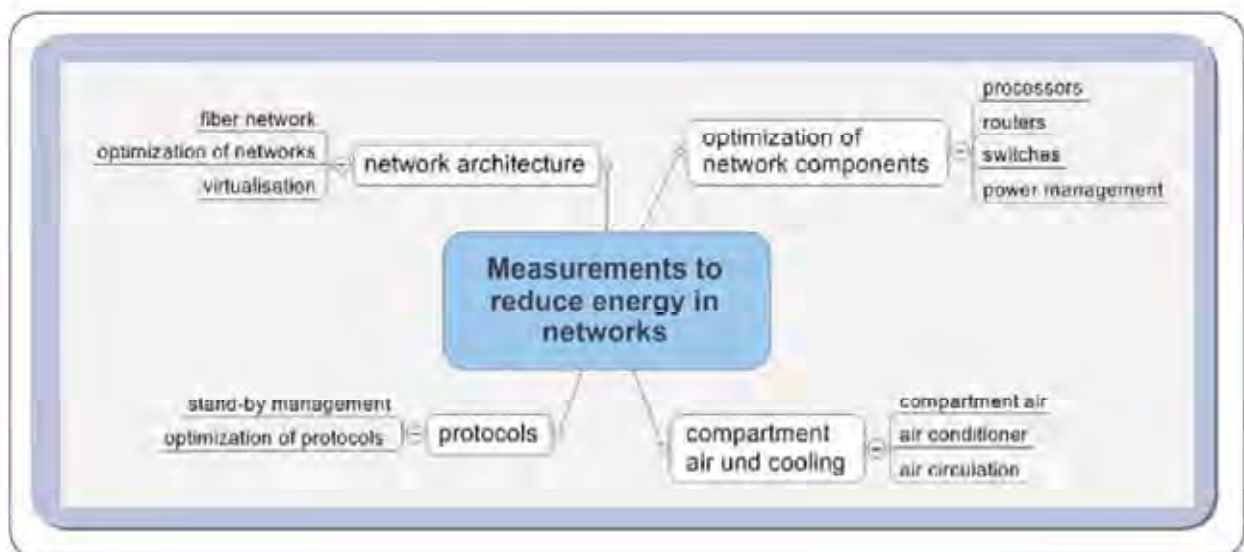 fiber network
optimization of networks
virtualisation
network architecture
optimization of
network components
procossors
routers
switches
power management
Measurements to
reduce energy in
networks
stand-by management
optimization of protocols
protocols
compartment
air und cooling
compartment air
air conditioner
air circulation